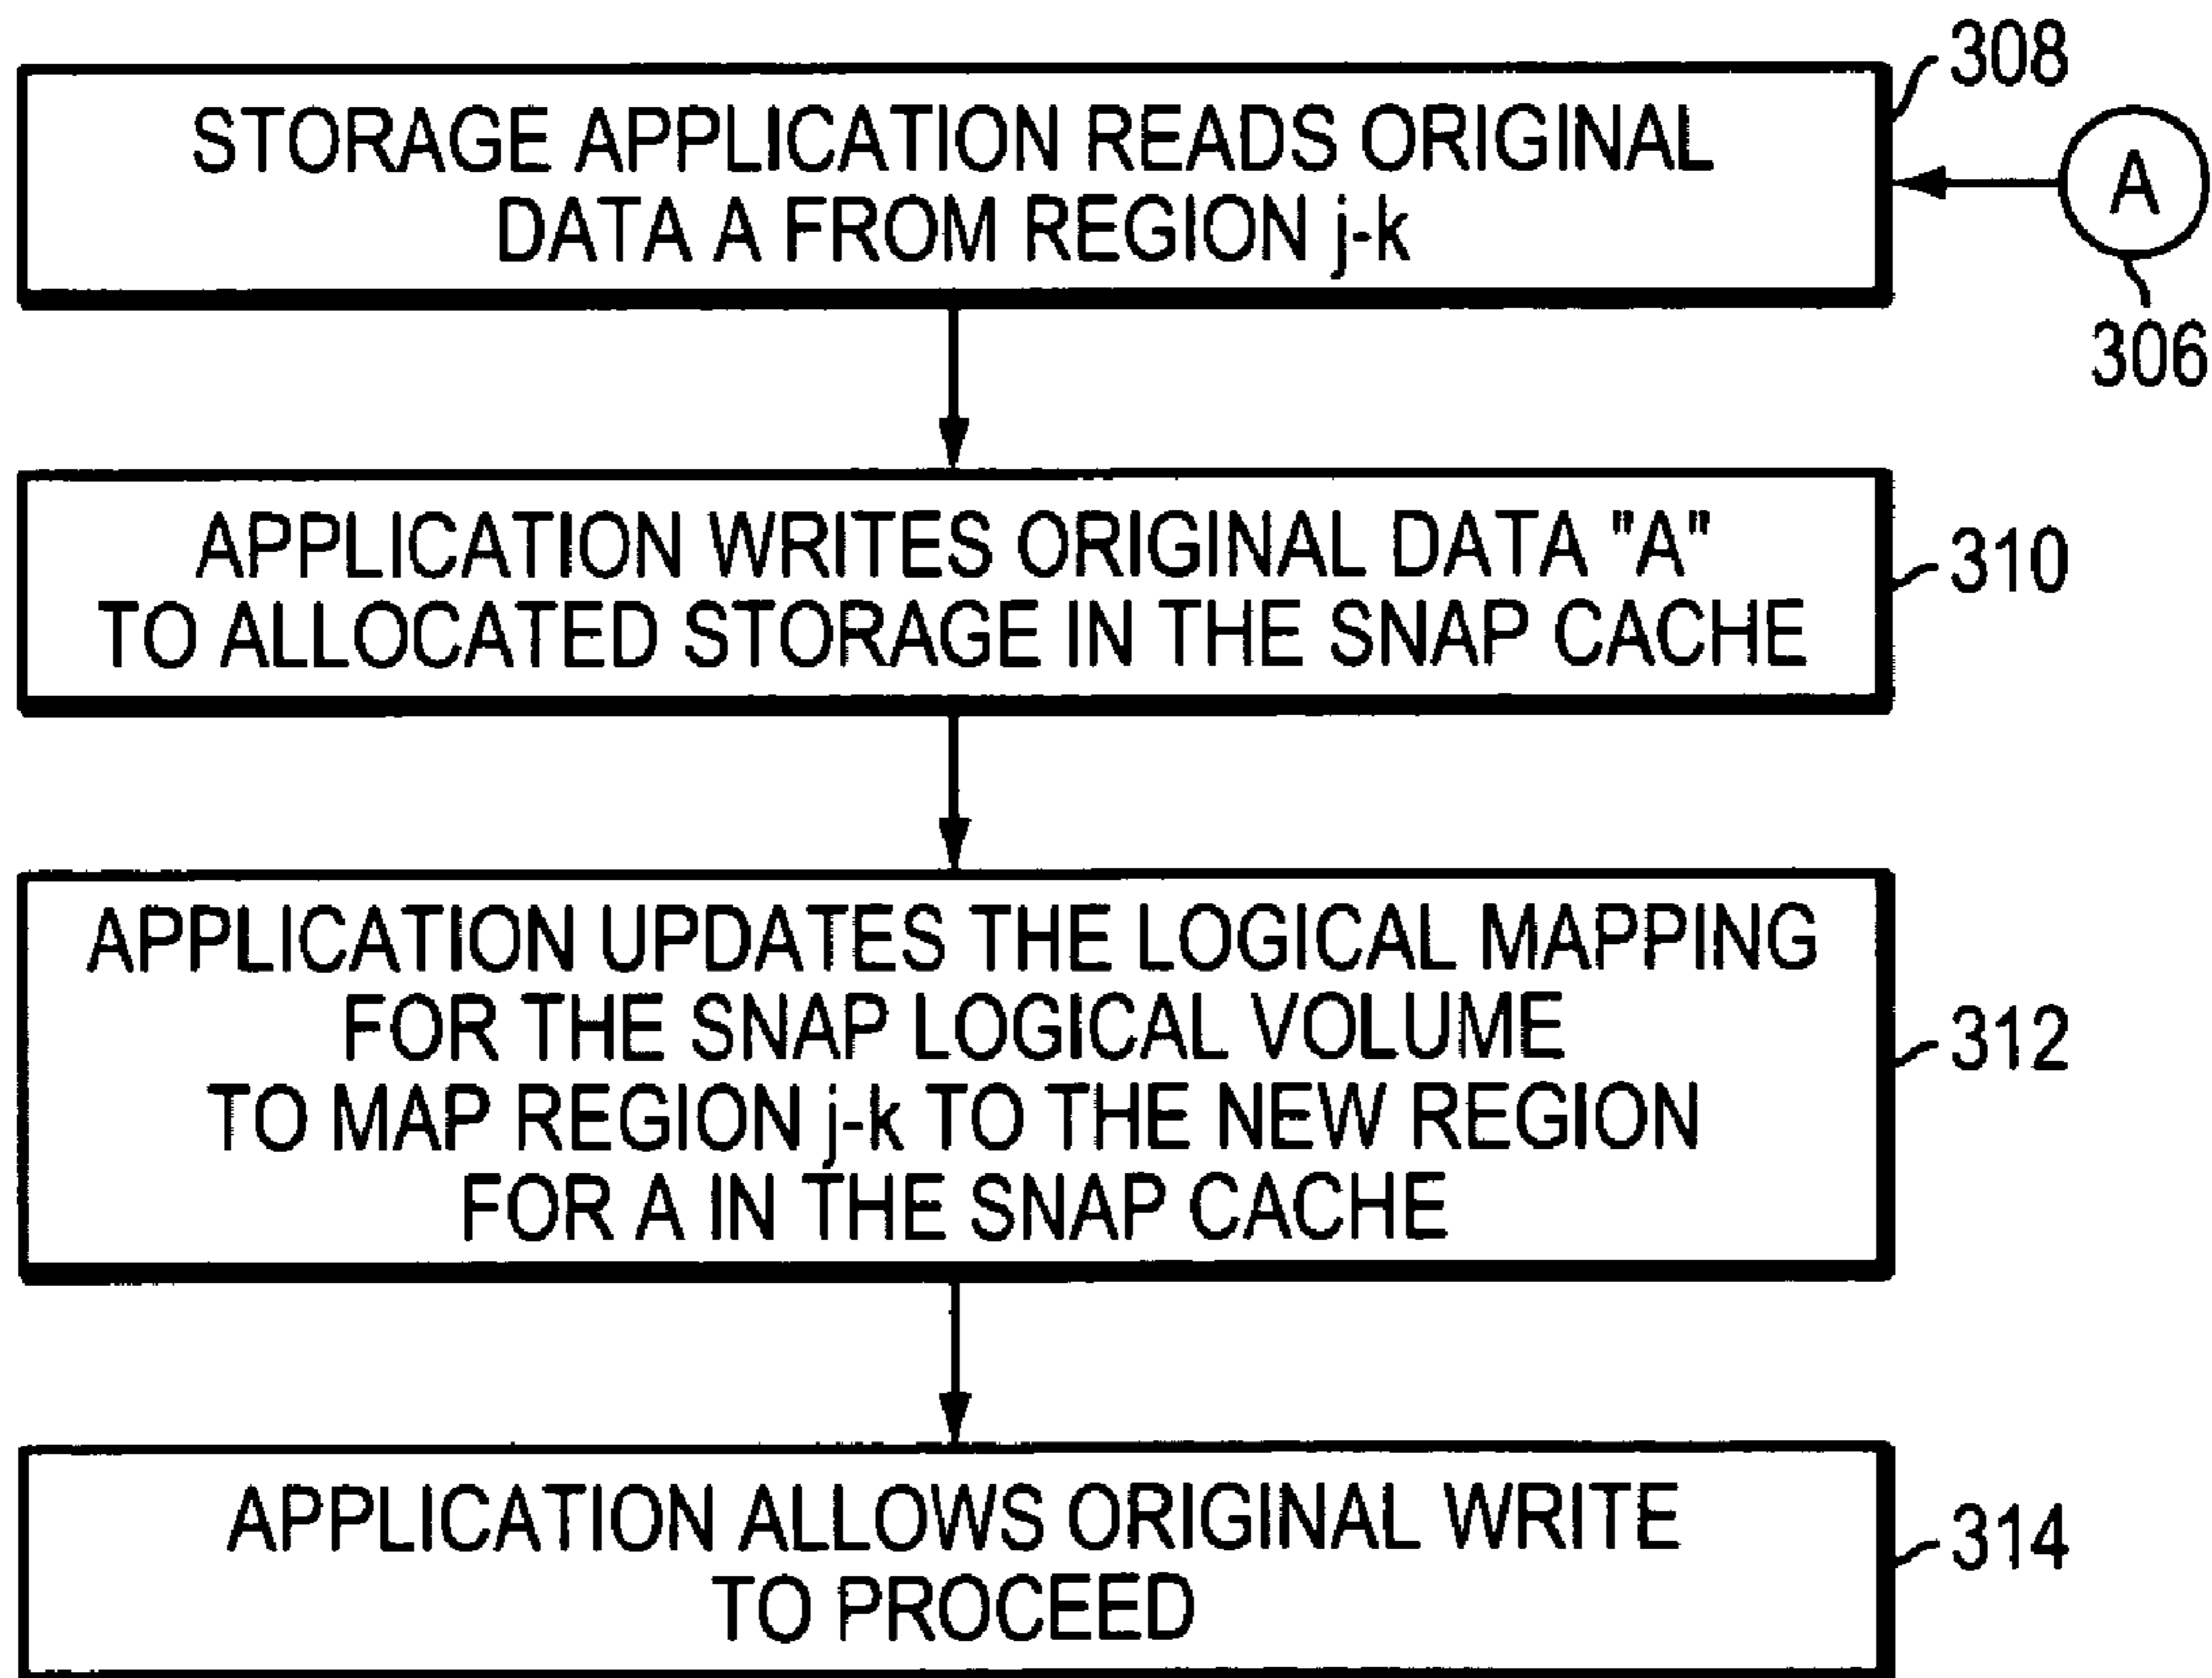 308
STORAGE APPLICATION READS ORIGINAL
DATA A FROM REGION j-k
A
306
APPLICATION WRITES ORIGINAL DATA "A"
TO ALLOCATED STORAGE IN THE SNAP CACHE
310
APPLICATION UPDATES THE LOGICAL MAPPING
FOR THE SNAP LOGICAL VOLUME
TO MAP REGION j-k TO THE NEW REGION
FOR A IN THE SNAP CACHE
312
APPLICATION ALLOWS ORIGINAL WRITE
TO PROCEED
314